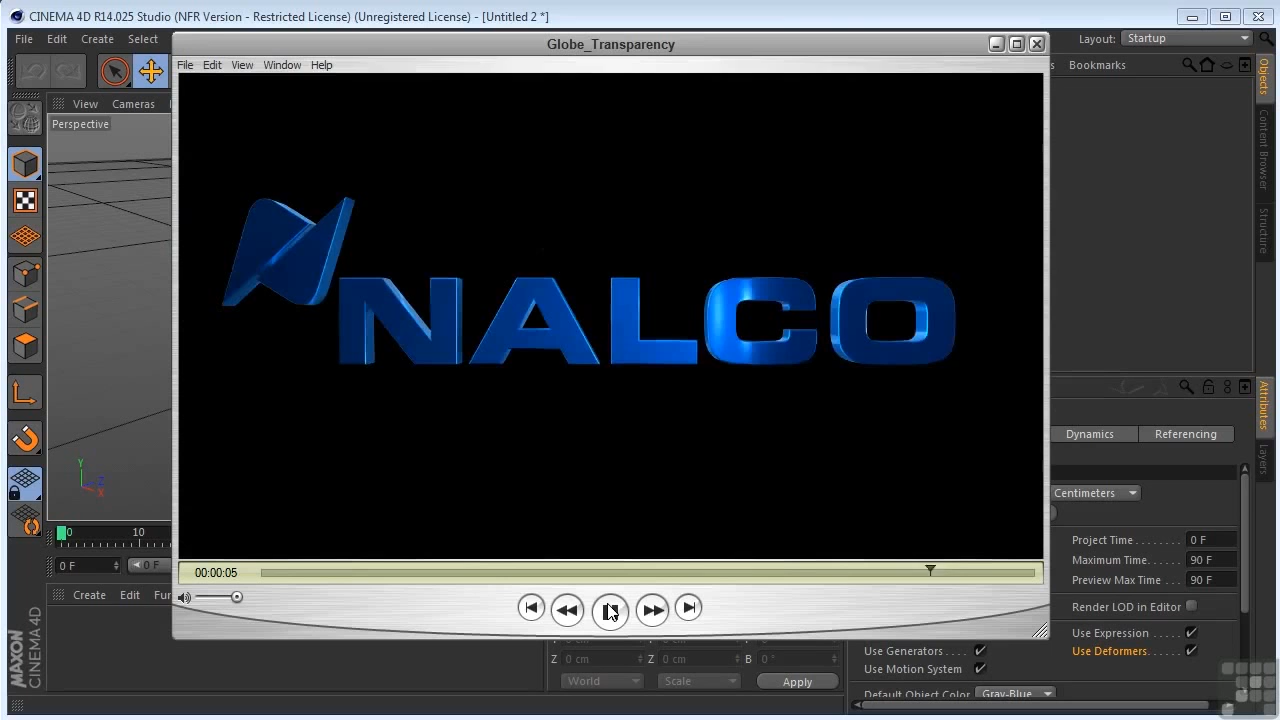 CINEMA 4D R14.025 Studio (NFR Version - Restricted License) (Unregistered License) - [Untitled 2 *]
File Edit Create Select
Layout: Startup
Globe_Transparency
File Edit View Window Help
Bookmarks
View Cameras
Perspective
NALCO
Objects
Content Browser
Structure
Attributes
Layers
Dynamics Referencing
Centimeters
Y
Z
X
0 10
0 F 0 F
00:00:05
Project Time 0 F
Maximum Time 90 F
Preview Max Time 90 F
Render LOD in Editor
Use Expression
Use Generators Use Deformers
Use Motion System
Default Object Color Gray-Blue
Create Edit
Z 0 cm Z 0 cm B 0 °
World Scale Apply
MAXON
CINEMA 4D